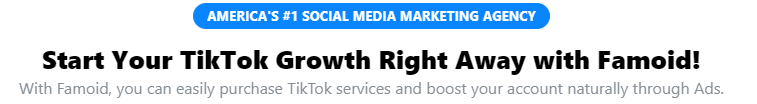 AMERICA'S #1 SOCIAL MEDIA MARKETING AGENCY
Start Your TikTok Growth Right Away with Famoid!
With Famoid, you can easily purchase TikTok services and boost your account naturally through Ads.